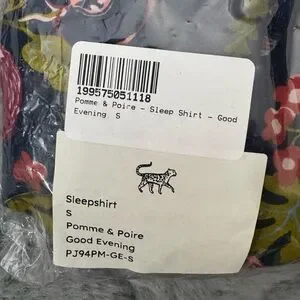 199575051118
Pomme & Poire - Sleep Shirt - Good
Evening S
Sleepshirt
S
Pomme & Poire
Good Evening
PJ94PM-GE-S